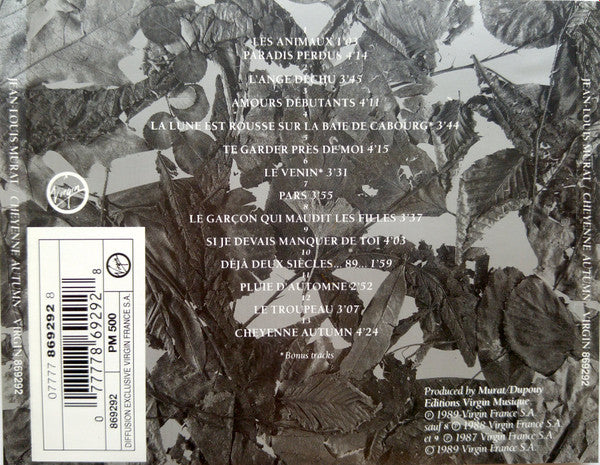 LES ANIMAUX 1'03
PARADIS PERDUS 4'14
2
L'ANGE DÉCHU 3'45
3
AMOURS DÉBUTANTS 4'11
4
LA LUNE EST ROUSSE SUR LA BAIE DE CABOURG* 3'44
5
TE GARDER PRÈS DE MOI 4'15
6
LE VENIN* 3'31
7
PARS 3'55
8
LE GARÇON QUI MAUDIT LES FILLES 3'37
9
SI JE DEVAIS MANQUER DE TOI 4'03
10
DÉJÀ DEUX SIÈCLES... 89... 1'59
11
PLUIE D'AUTOMNE 2'52
12
LE TROUPEAU 3'07
13
CHEYENNE AUTUMN 4'24
*Bonus tracks
Produced by Murat/Dupouy
Editions Virgin Musique.
℗ 1989 Virgin France S.A.
sauf 8 ℗ 1988 Virgin France S.A.
et 9 ℗ 1987 Virgin France S.A.
© 1989 Virgin France S.A.
JEAN-LOUIS MURAT / CHEYENNE AUTUMN / VIRGIN 869292
JEAN-LOUIS MURAT / CHEYENNE AUTUMN / VIRGIN 869292
Virgin
07777 869292 8
0 77778 69292 8
869292
PM 500
Virgin
DIFFUSION EXCLUSIVE VIRGIN FRANCE S.A.